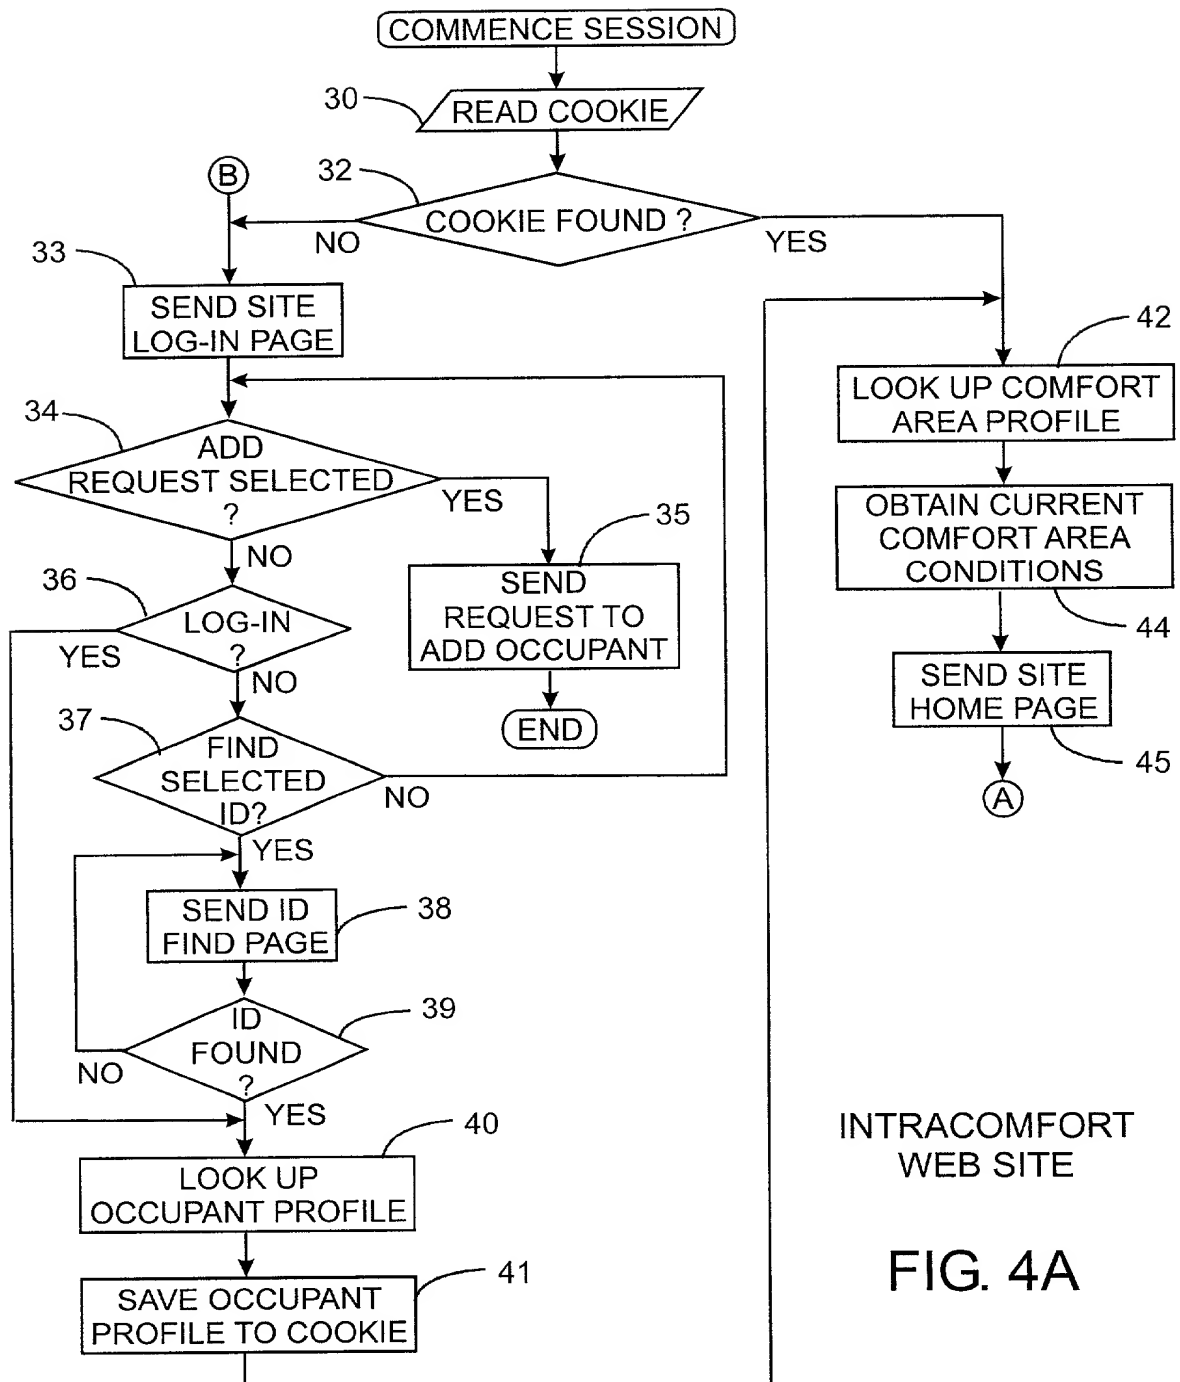 COMMENCE SESSION
30
READ COOKIE
B
32
COOKIE FOUND ?
NO
YES
33
SEND SITE
LOG-IN PAGE
42
LOOK UP COMFORT
AREA PROFILE
34
ADD
REQUEST SELECTED
?
YES
NO
35
SEND
REQUEST TO
ADD OCCUPANT
END
OBTAIN CURRENT
COMFORT AREA
CONDITIONS
44
36
LOG-IN
?
YES
NO
SEND SITE
HOME PAGE
45
A
37
FIND
SELECTED
ID?
NO
YES
SEND ID
FIND PAGE
38
ID
FOUND
?
39
NO
YES
40
LOOK UP
OCCUPANT PROFILE
41
SAVE OCCUPANT
PROFILE TO COOKIE
INTRACOMFORT
WEB SITE
FIG. 4A